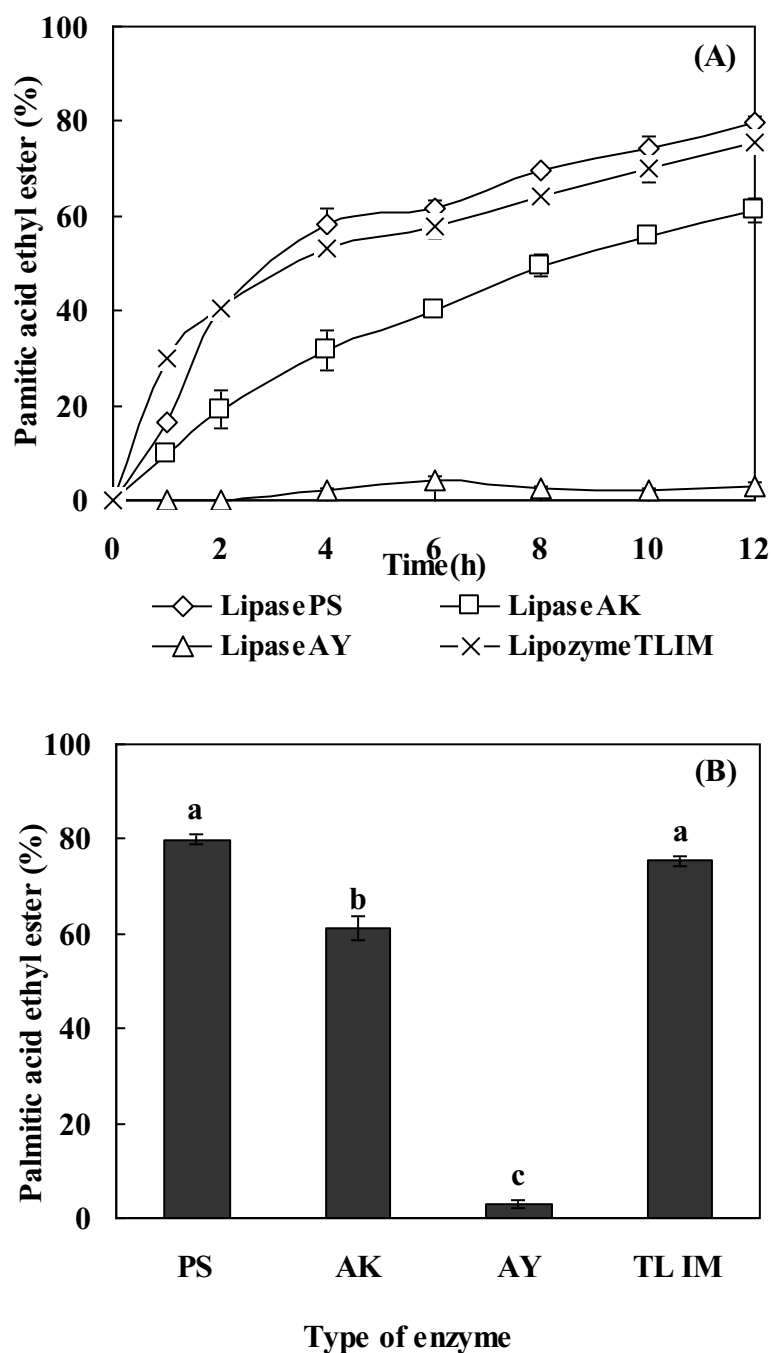 100
(A)
80
60
40
20
0
Pamitic acid ethyl ester (%)
0 2 4 6 8 10 12
Time (h)
Lipase PS Lipase AK
Lipase AY Lipozyme TLIM
100
(B)
80
60
40
20
0
Palmitic acid ethyl ester (%)
a
b
c
a
PS AK AY TL IM
Type of enzyme